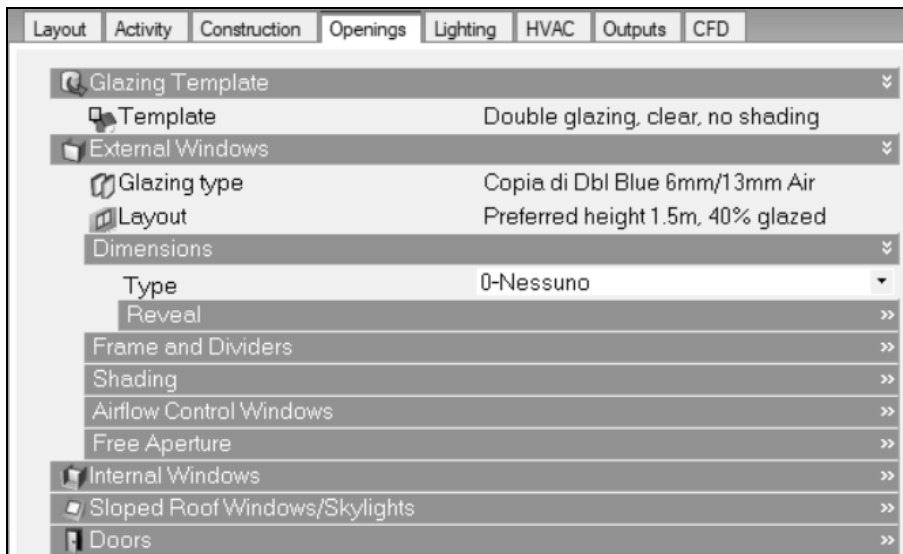 Layout Activity Construction Openings Lighting HVAC Outputs CFD
Glazing Template
Template Double glazing, clear, no shading
External Windows
Glazing type Copia di Dbl Blue 6mm/13mm Air
Layout Preferred height 1.5m, 40% glazed
Dimensions
Type 0-Nessuno
Reveal
Frame and Dividers
Shading
Airflow Control Windows
Free Aperture
Internal Windows
Sloped Roof Windows/Skylights
Doors